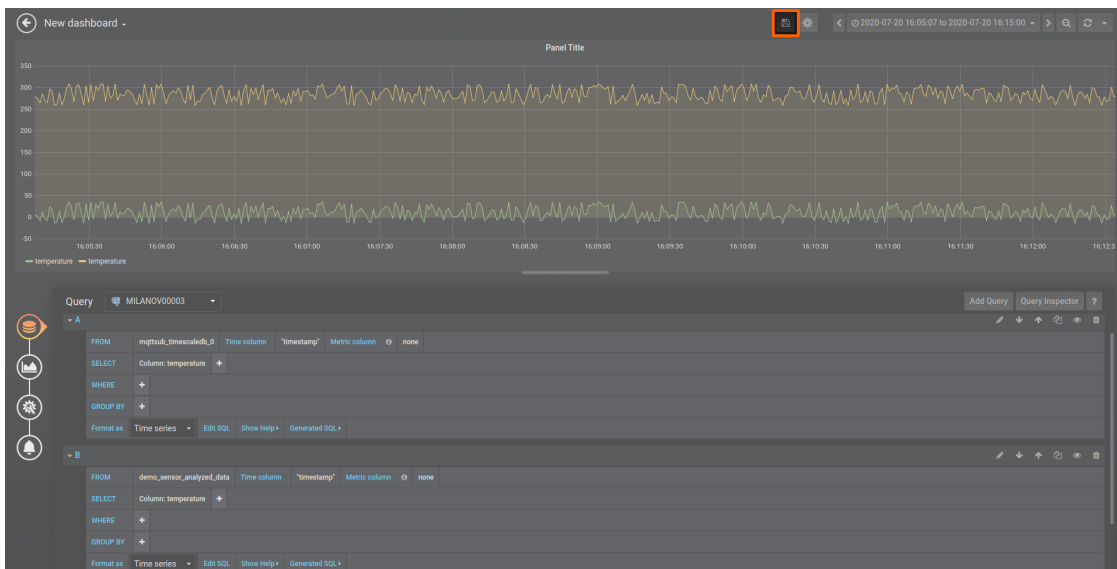 New dashboard
2020-07-20 16:05:07 to 2020-07-20 16:15:00
Panel Title
350
300
250
200
150
100
50
0
-50
16:05:30 16:06:00 16:06:30 16:07:00 16:07:30 16:08:00 16:08:30 16:09:00 16:09:30 16:10:00 16:10:30 16:11:00 16:11:30 16:12:00 16:12:3
temperature temperature
Query MILANOV00003 Add Query Query Inspector ?
A
FROM mqttsub_timescaledb_0 Time column "timestamp" Metric column none
SELECT Column: temperature +
WHERE +
GROUP BY +
Format as Time series Edit SQL Show Help Generated SQL
B
FROM demo_sensor_analyzed_data Time column "timestamp" Metric column none
SELECT Column: temperature +
WHERE +
GROUP BY +
Format as Time series Edit SQL Show Help Generated SQL